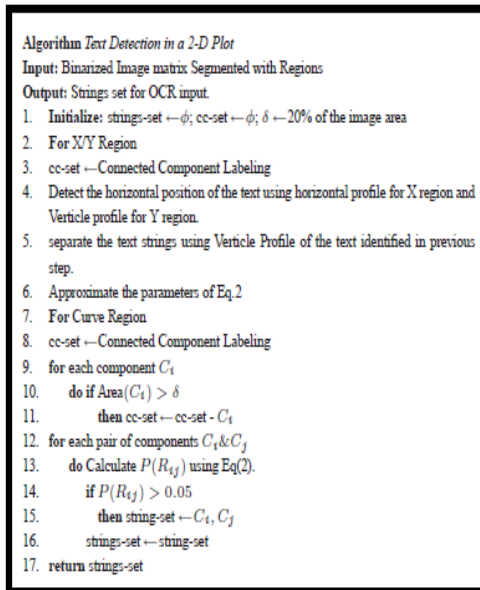 Algorithm Text Detection in a 2-D Plot
Input: Binarized Image matrix Segmented with Regions
Output: Strings set for OCR input.
1. Initialize: strings-set ←ϕ; cc-set ←ϕ; δ ←20% of the image area
2. For X/Y Region
3. cc-set ←Connected Component Labeling
4. Detect the horizontal position of the text using horizontal profile for X region and
Verticle profile for Y region.
5. separate the text strings using Verticle Profile of the text identified in previous
step.
6. Approximate the parameters of Eq.2
7. For Curve Region
8. cc-set ←Connected Component Labeling
9. for each component C_i
10. do if Area(C_i) > δ
11. then cc-set ←cc-set - C_i
12. for each pair of components C_i&C_j
13. do Calculate P(R_ij) using Eq(2).
14. if P(R_ij) > 0.05
15. then string-set ←C_i, C_j
16. strings-set ←string-set
17. return strings-set